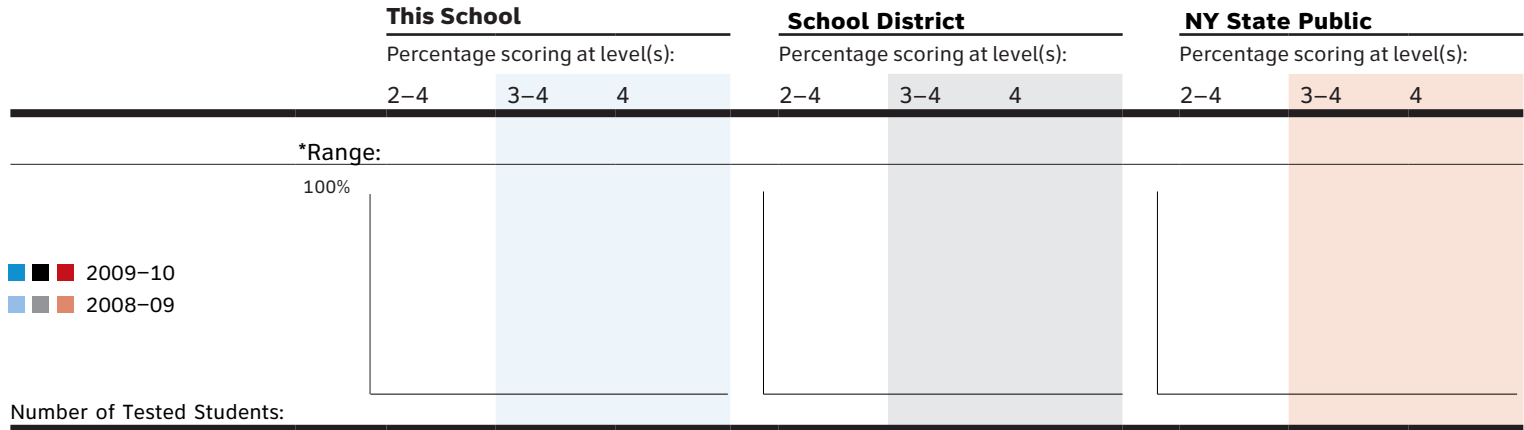 This School School District NY State Public
Percentage scoring at level(s): Percentage scoring at level(s): Percentage scoring at level(s):
2–4 3–4 4 2–4 3–4 4 2–4 3–4 4
*Range:
100%
2009–10
2008–09
Number of Tested Students: